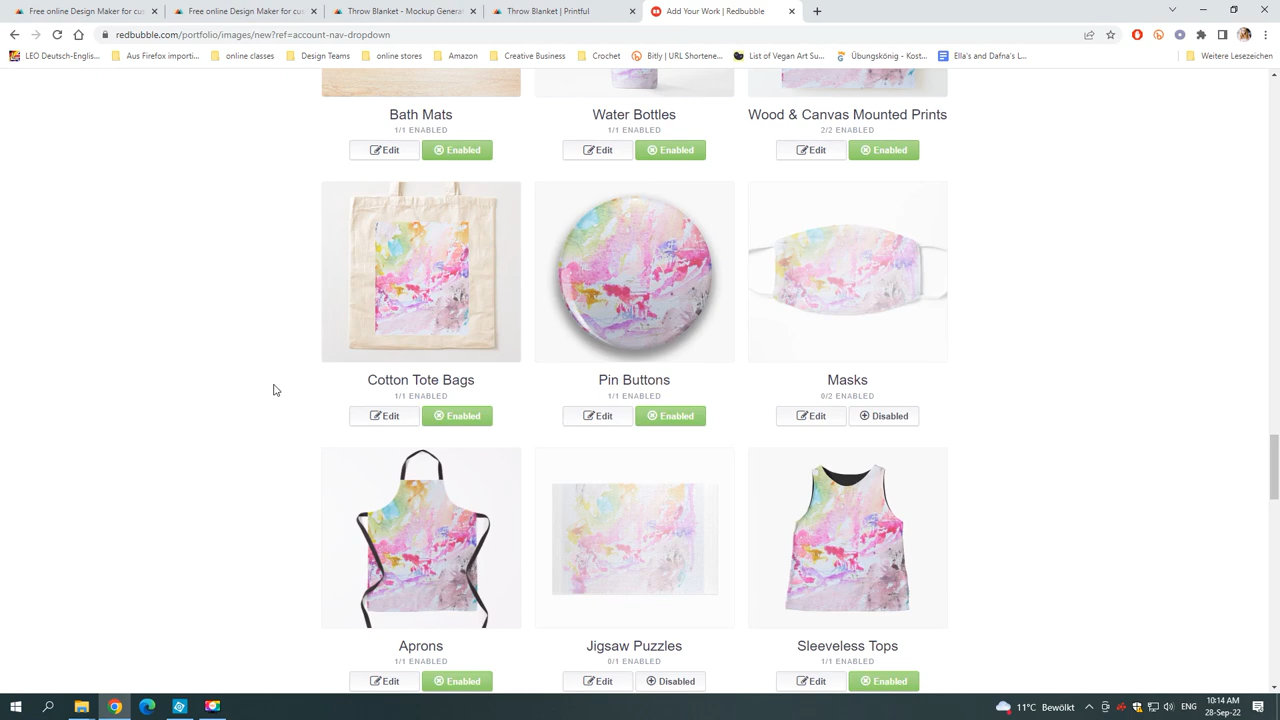 Free online Design Maker for cus
Free online Design Maker for cus
Throw Blanket - Mockup Generat
Throw Blanket | Printful
Add Your Work | Redbubble
redbubble.com/portfolio/images/new?ref=account-nav-dropdown
LEO Deutsch-Englis...
Aus Firefox importi...
online classes
Design Teams
online stores
Amazon
Creative Business
Crochet
Bitly | URL Shortene...
List of Vegan Art Su...
Übungskönig - Kost...
Ella's and Dafna's L...
Weitere Lesezeichen
Bath Mats
1/1 ENABLED
Edit
Enabled
Water Bottles
1/1 ENABLED
Edit
Enabled
Wood & Canvas Mounted Prints
2/2 ENABLED
Edit
Enabled
Cotton Tote Bags
1/1 ENABLED
Edit
Enabled
Pin Buttons
1/1 ENABLED
Edit
Enabled
Masks
0/2 ENABLED
Edit
Disabled
Aprons
1/1 ENABLED
Edit
Enabled
Jigsaw Puzzles
0/1 ENABLED
Edit
Disabled
Sleeveless Tops
1/1 ENABLED
Edit
Enabled
11°C Bewölkt
10:14 AM
28-Sep-22